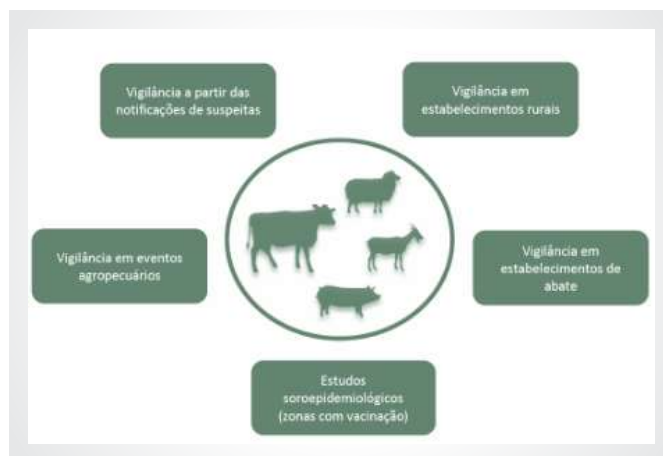 Vigilância a partir das
notificações de suspeitas
Vigilância em
estabelecimentos rurais
Vigilância em eventos
agropecuários
Vigilância em
estabelecimentos de
abate
Estudos
soroepidemiológicos
(zonas com vacinação)